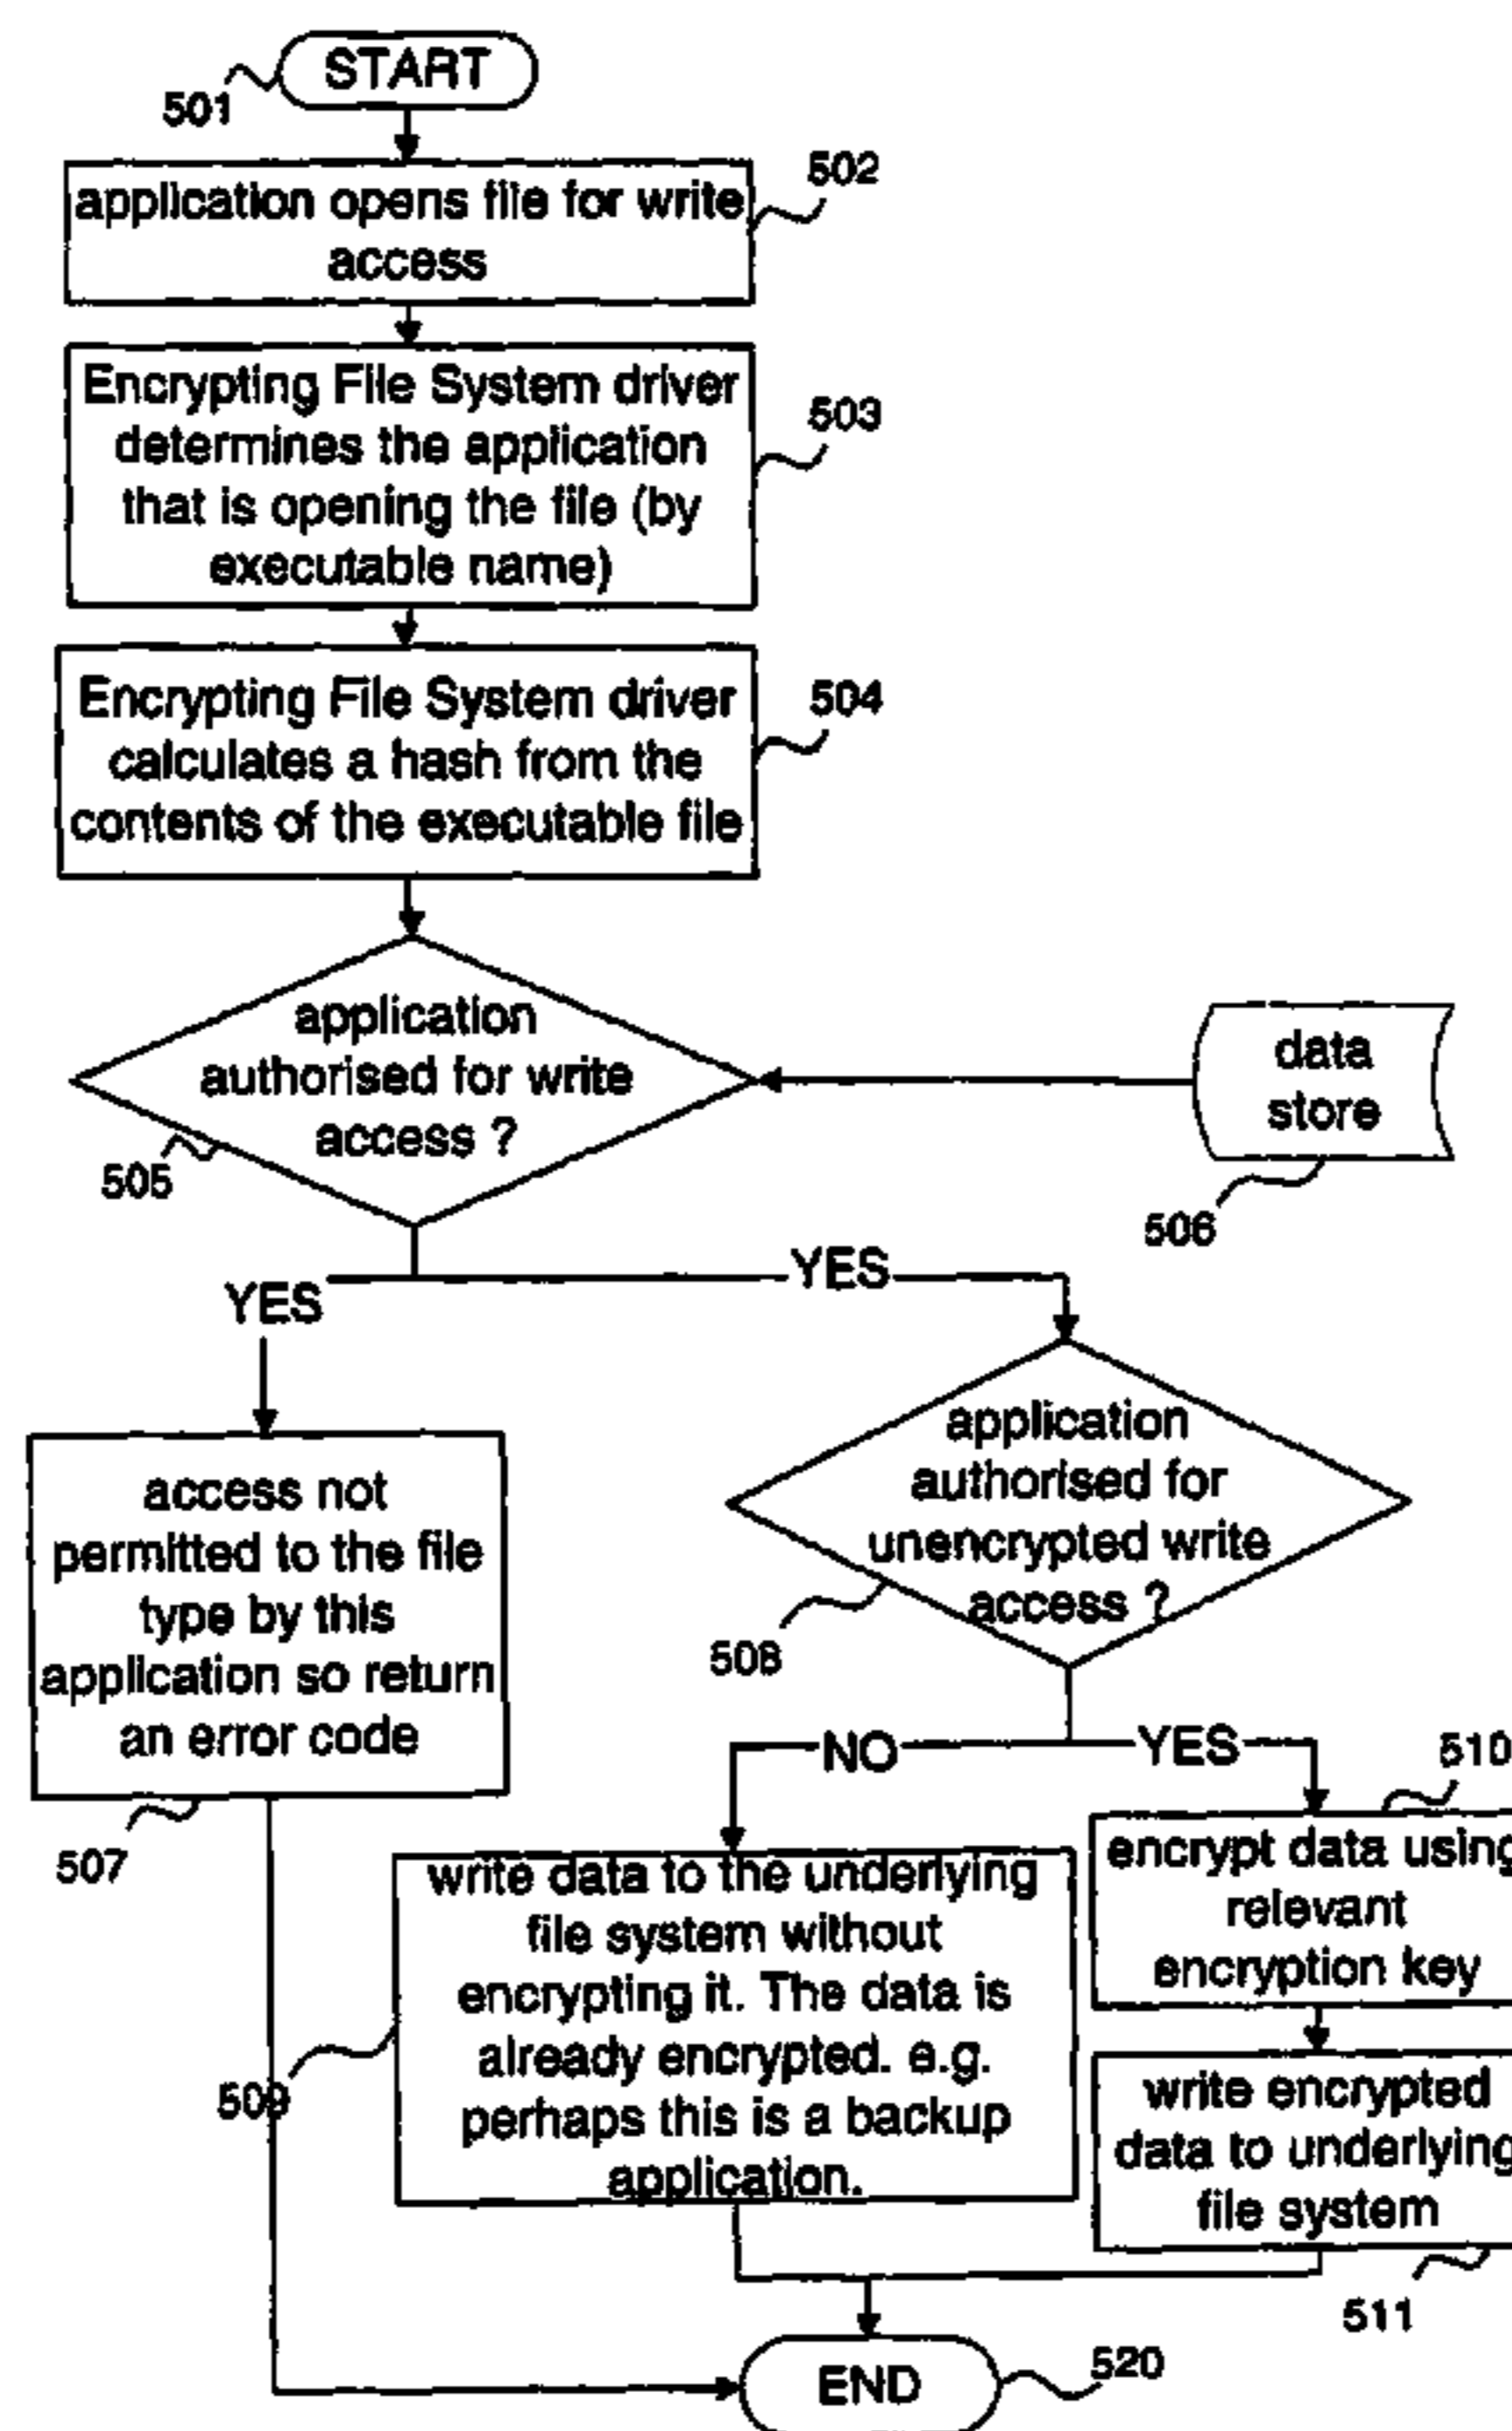 START
501
application opens file for write
access
502
Encrypting File System driver
determines the application
that is opening the file (by
executable name)
503
Encrypting File System driver
calculates a hash from the
contents of the executable file
504
application
authorised for write
access ?
505
data
store
506
YES
YES
access not
permitted to the file
type by this
application so return
an error code
507
application
authorised for
unencrypted write
access ?
508
NO
YES
510
write data to the underlying
file system without
encrypting it. The data is
already encrypted. e.g.
perhaps this is a backup
application.
509
encrypt data using
relevant
encryption key
write encrypted
data to underlying
file system
511
END
520